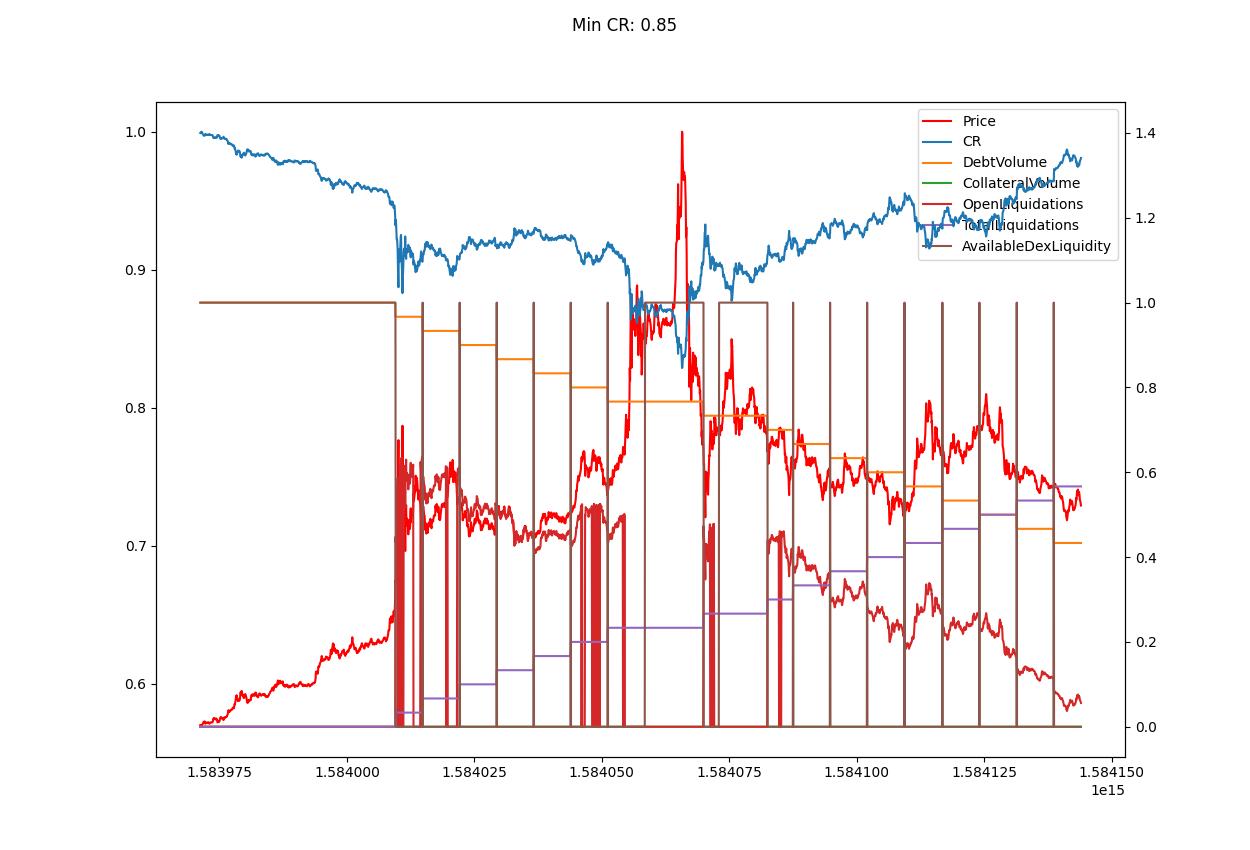 Min CR: 0.85
1.0
0.9
0.8
0.7
0.6
1.4
1.2
1.0
0.8
0.6
0.4
0.2
0.0
Price
CR
DebtVolume
CollateralVolume
OpenLiquidations
TotalLiquidations
AvailableDexLiquidity
1.583975 1.584000 1.584025 1.584050 1.584075 1.584100 1.584125 1.584150
1e15